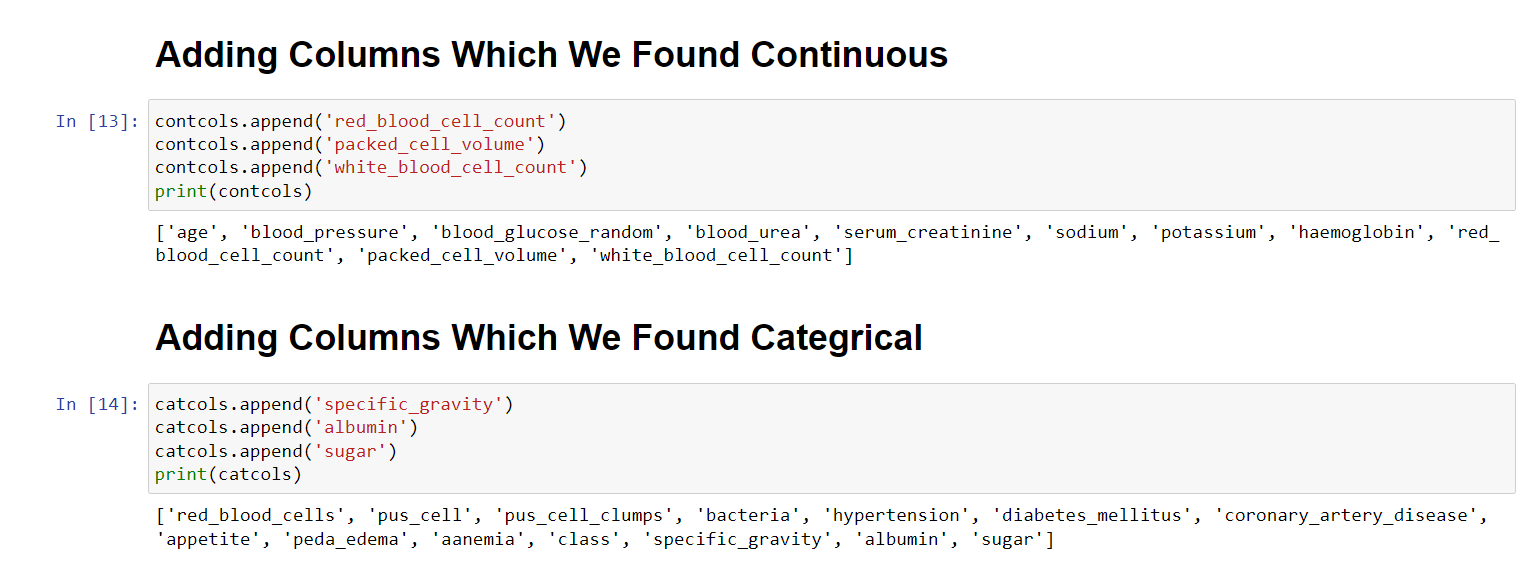 Adding Columns Which We Found Continuous
In [13]: contcols.append('red_blood_cell_count')
contcols.append('packed_cell_volume')
contcols.append('white_blood_cell_count')
print(contcols)
['age', 'blood_pressure', 'blood_glucose_random', 'blood_urea', 'serum_creatinine', 'sodium', 'potassium', 'haemoglobin', 'red_
blood_cell_count', 'packed_cell_volume', 'white_blood_cell_count']
Adding Columns Which We Found Categrical
In [14]: catcols.append('specific_gravity')
catcols.append('albumin')
catcols.append('sugar')
print(catcols)
['red_blood_cells', 'pus_cell', 'pus_cell_clumps', 'bacteria', 'hypertension', 'diabetes_mellitus', 'coronary_artery_disease',
'appetite', 'peda_edema', 'aanemia', 'class', 'specific_gravity', 'albumin', 'sugar']